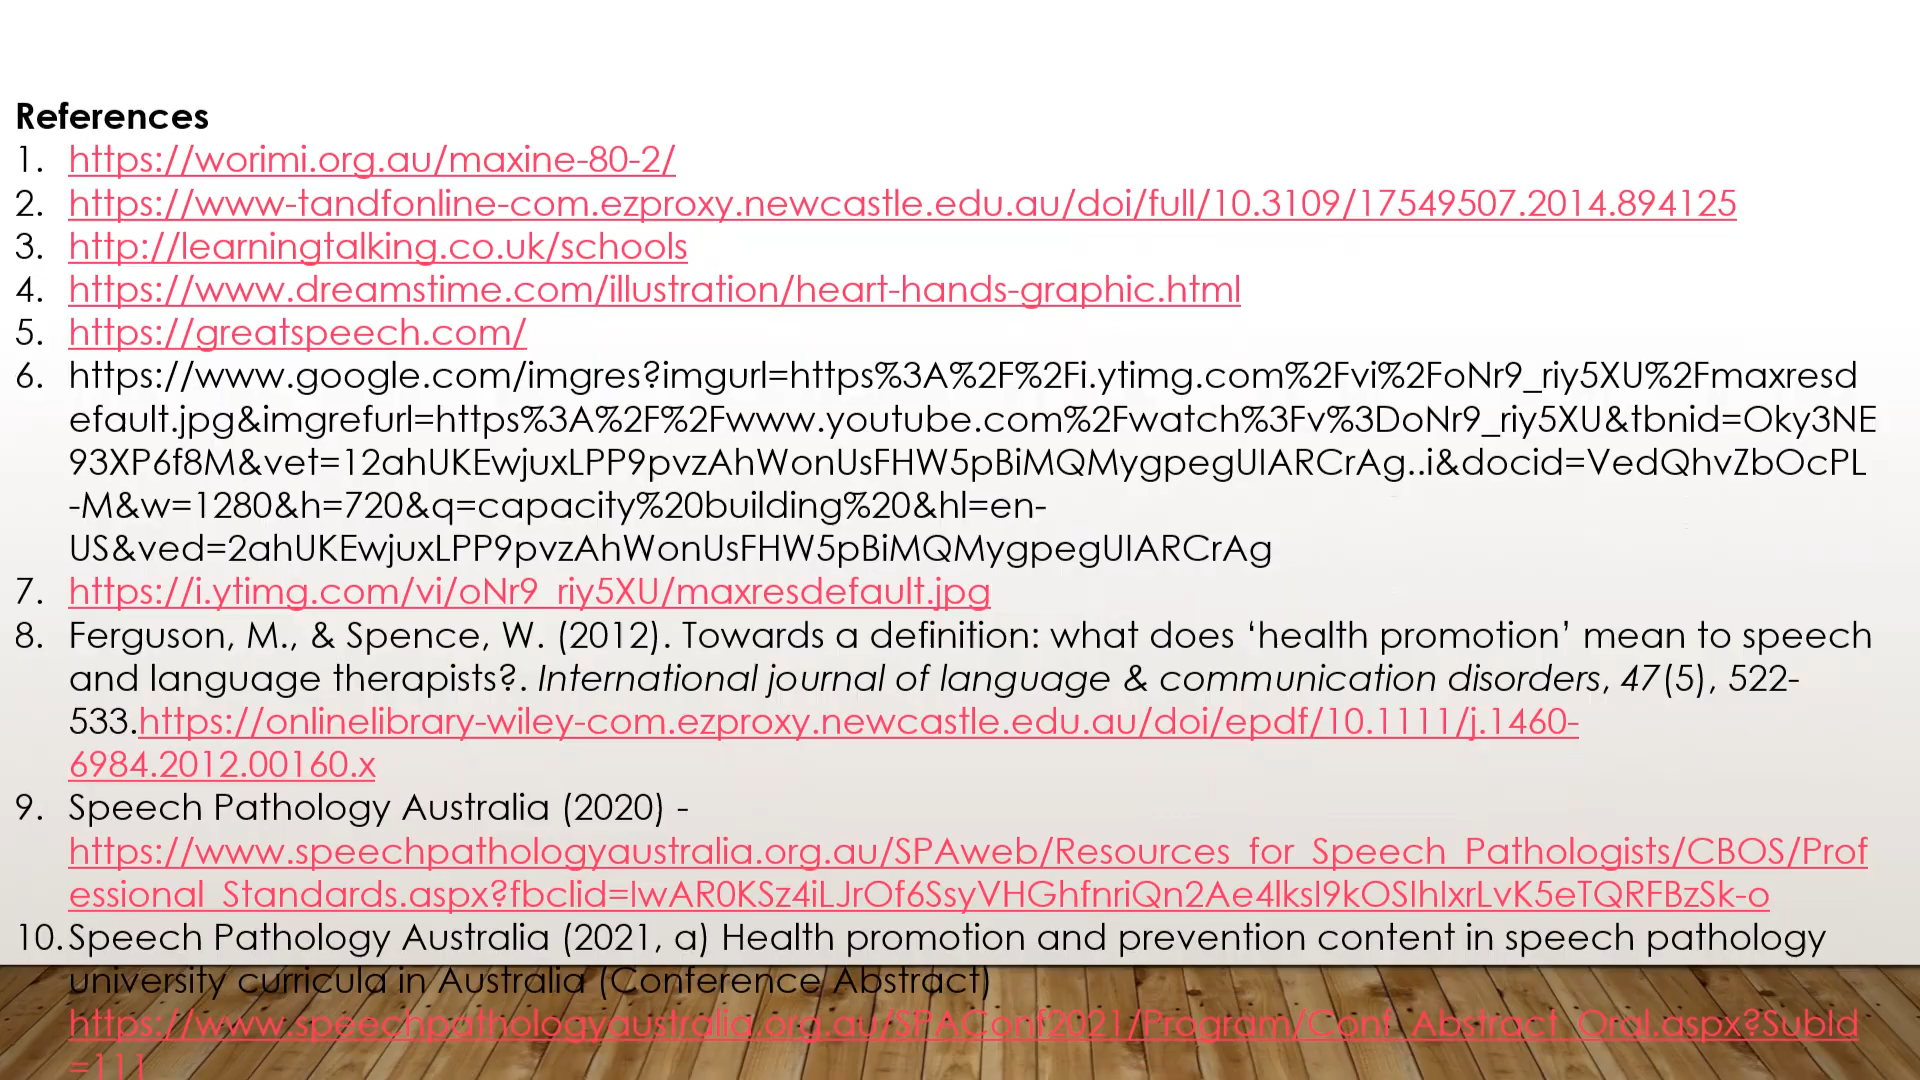 References
1. https://worimi.org.au/maxine-80-2/
2. https://www-tandfonline-com.ezproxy.newcastle.edu.au/doi/full/10.3109/17549507.2014.894125
3. http://learningtalking.co.uk/schools
4. https://www.dreamstime.com/illustration/heart-hands-graphic.html
5. https://greatspeech.com/
6. https://www.google.com/imgres?imgurl=https%3A%2F%2Fi.ytimg.com%2Fvi%2FoNr9_riy5XU%2Fmaxresd
efault.jpg&imgrefurl=https%3A%2F%2Fwww.youtube.com%2Fwatch%3Fv%3DoNr9_riy5XU&tbnid=Oky3NE
93XP6f8M&vet=12ahUKEwjuxLPP9pvzAhWonUsFHW5pBiMQMygpegUIARCrAg..i&docid=VedQhvZbOcPL
-M&w=1280&h=720&q=capacity%20building%20&hl=en-
US&ved=2ahUKEwjuxLPP9pvzAhWonUsFHW5pBiMQMygpegUIARCrAg
7. https://i.ytimg.com/vi/oNr9_riy5XU/maxresdefault.jpg
8. Ferguson, M., & Spence, W. (2012). Towards a definition: what does ‘health promotion’ mean to speech
and language therapists?. International journal of language & communication disorders, 47(5), 522-
533.https://onlinelibrary-wiley-com.ezproxy.newcastle.edu.au/doi/epdf/10.1111/j.1460-
6984.2012.00160.x
9. Speech Pathology Australia (2020) -
https://www.speechpathologyaustralia.org.au/SPAweb/Resources_for_Speech_Pathologists/CBOS/Prof
essional_Standards.aspx?fbclid=IwAR0KSz4iLJrOf6SsyVHGhfnriQn2Ae4lksI9kOSIhIxrLvK5eTQRFBzSk-o
10. Speech Pathology Australia (2021, a) Health promotion and prevention content in speech pathology
university curricula in Australia (Conference Abstract)
https://www.speechpathologyaustralia.org.au/SPAConf2021/Program/Conf_Abstract_Oral.aspx?SubId
=111